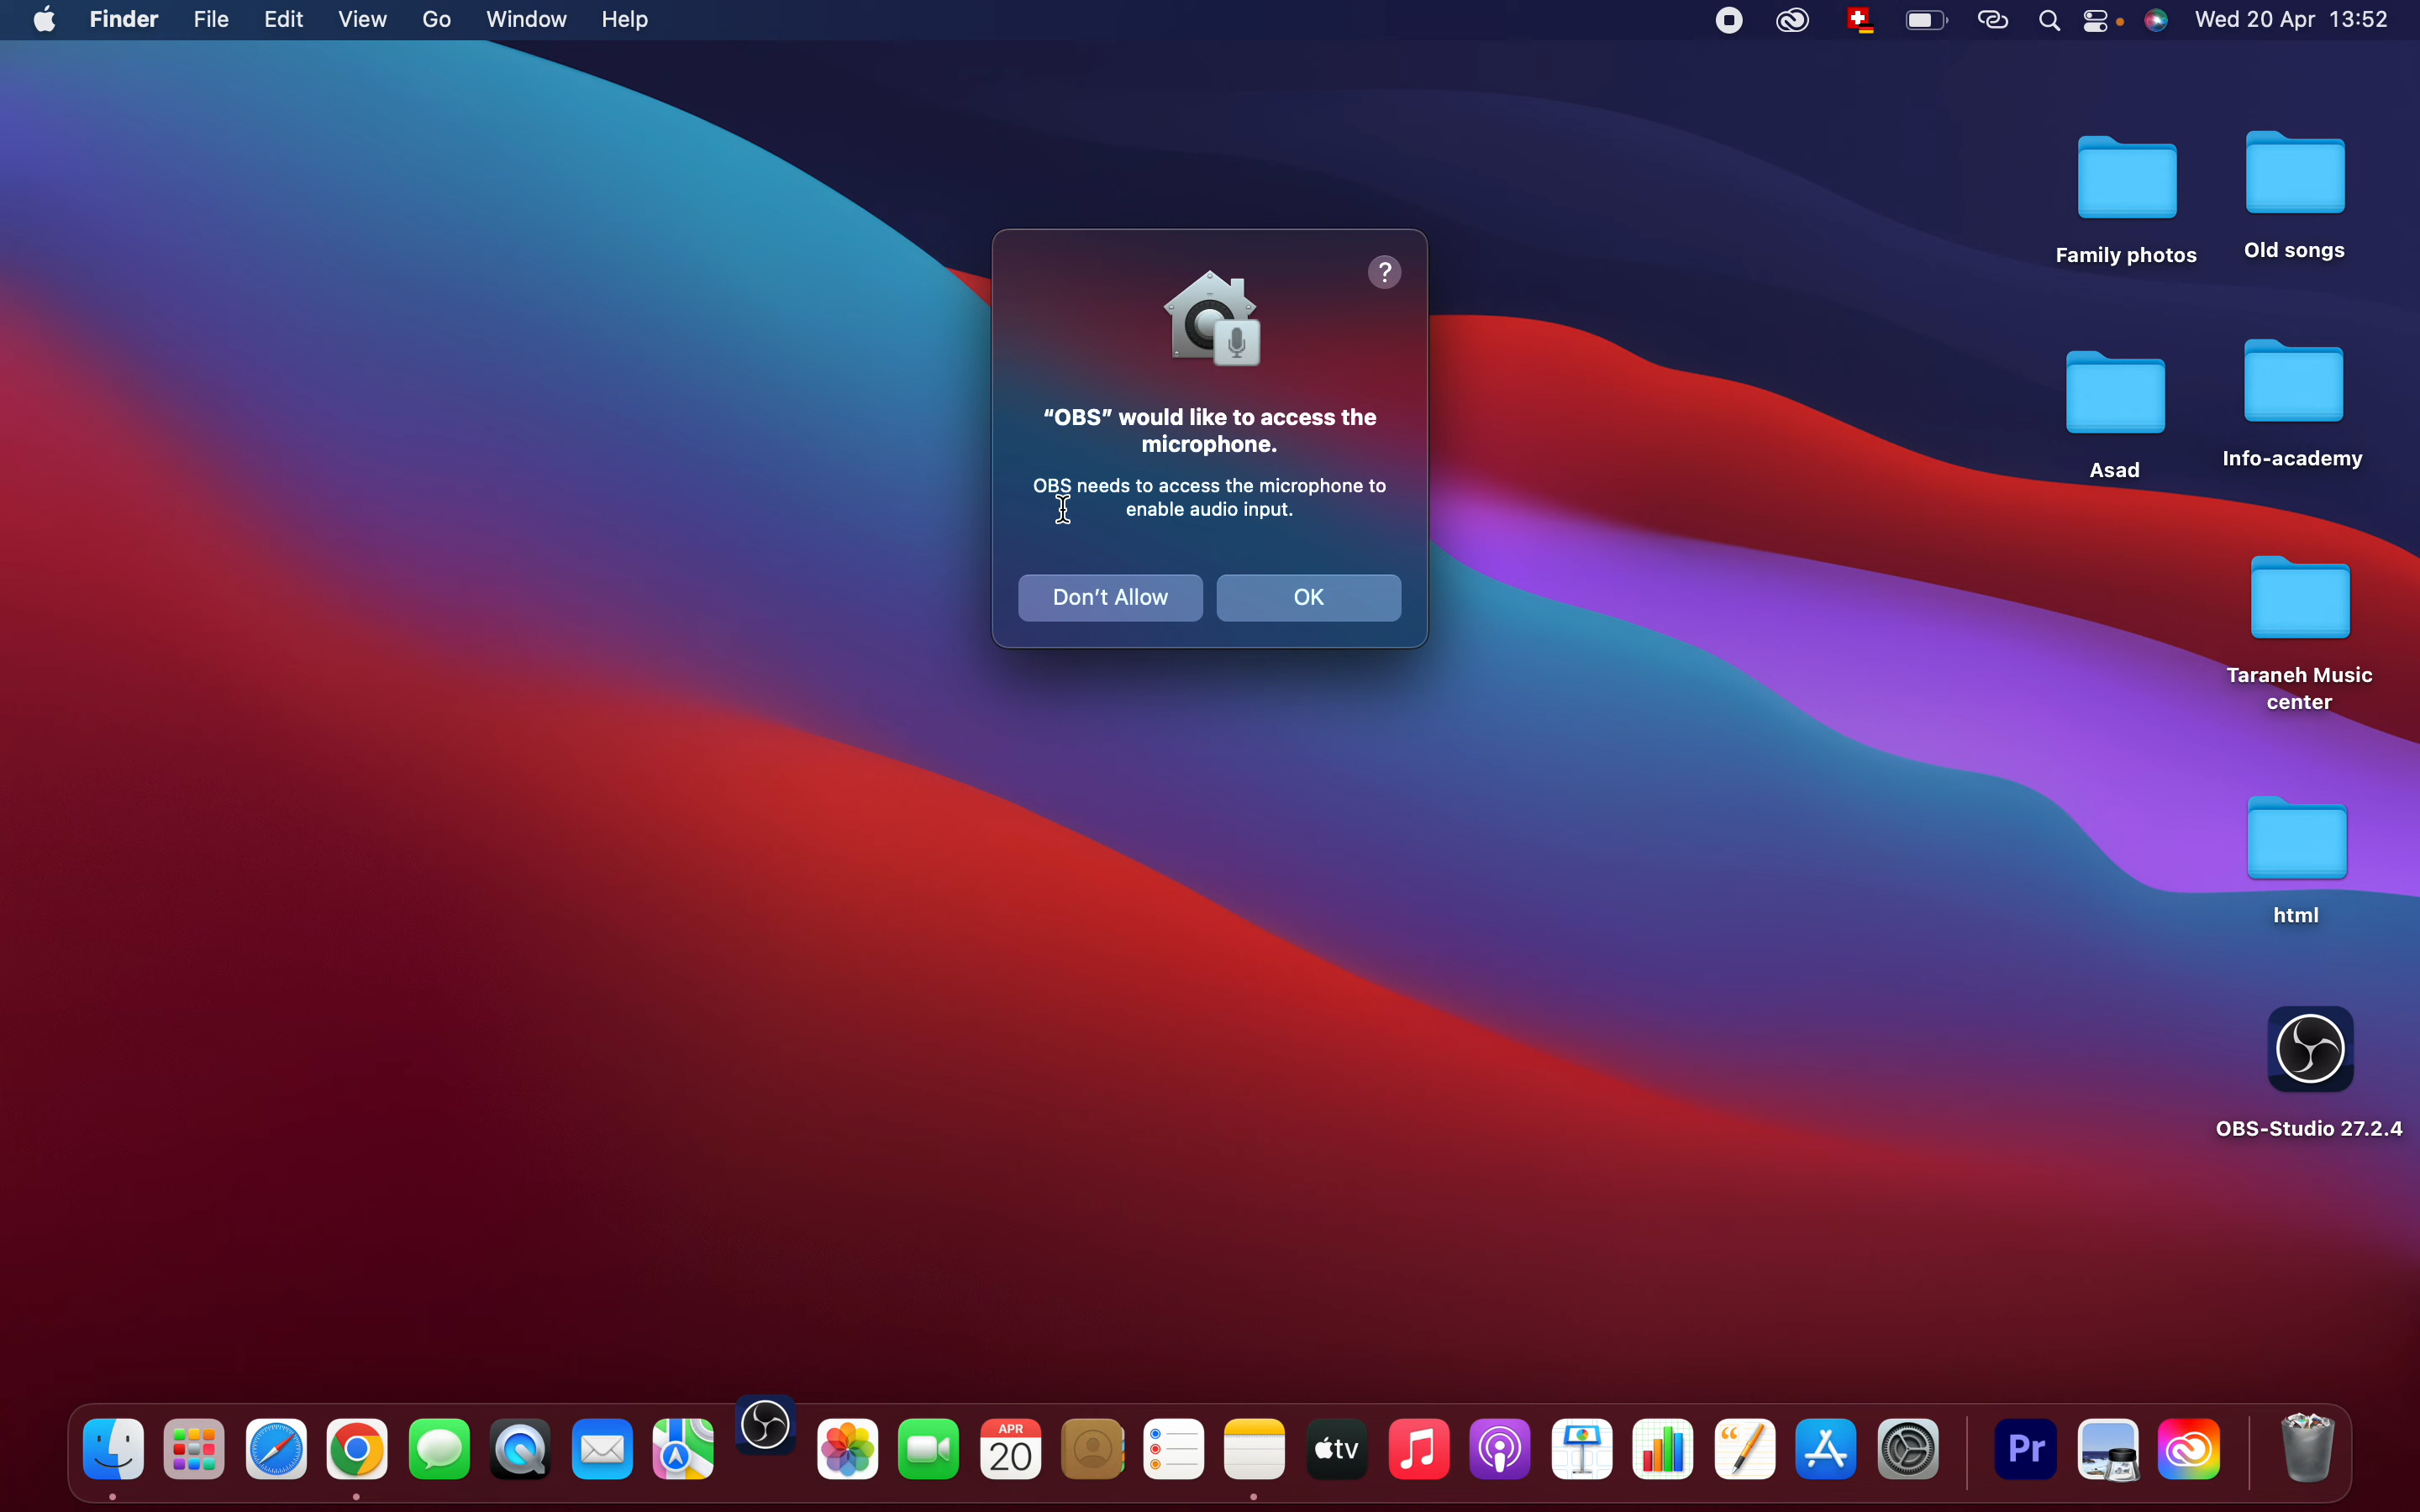 Finder File Edit View Go Window Help Wed 20 Apr 13:52
Family photos
Old songs
?
“OBS” would like to access the
microphone.
OBS needs to access the microphone to
enable audio input.
Don’t Allow
OK
Asad
Info-academy
Taraneh Music
center
html
OBS-Studio 27.2.4
APR
20
tv
Pr